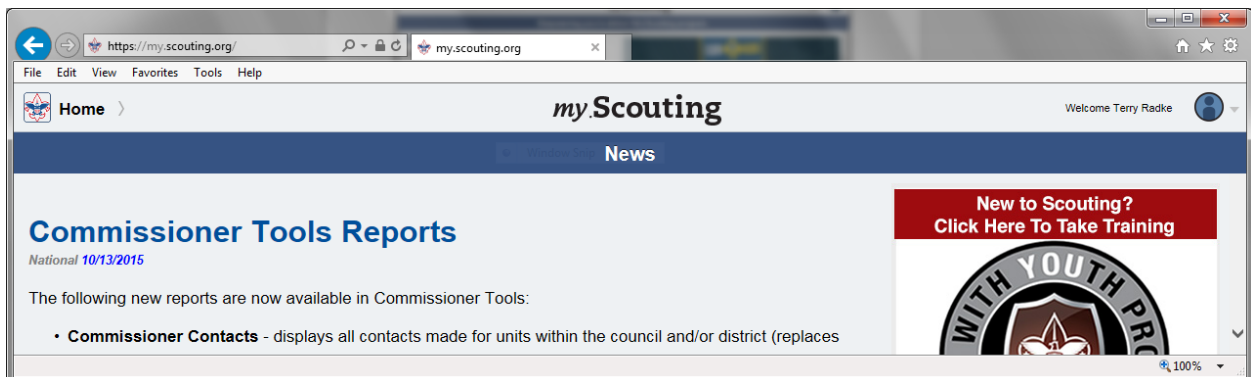 https://my.scouting.org/
my.scouting.org
File Edit View Favorites Tools Help
Home
my.Scouting
Welcome Terry Radke
Window Snip
News
Commissioner Tools Reports
National 10/13/2015
The following new reports are now available in Commissioner Tools:
• Commissioner Contacts - displays all contacts made for units within the council and/or district (replaces
New to Scouting?
Click Here To Take Training
WITH YOUTH PRO
100%